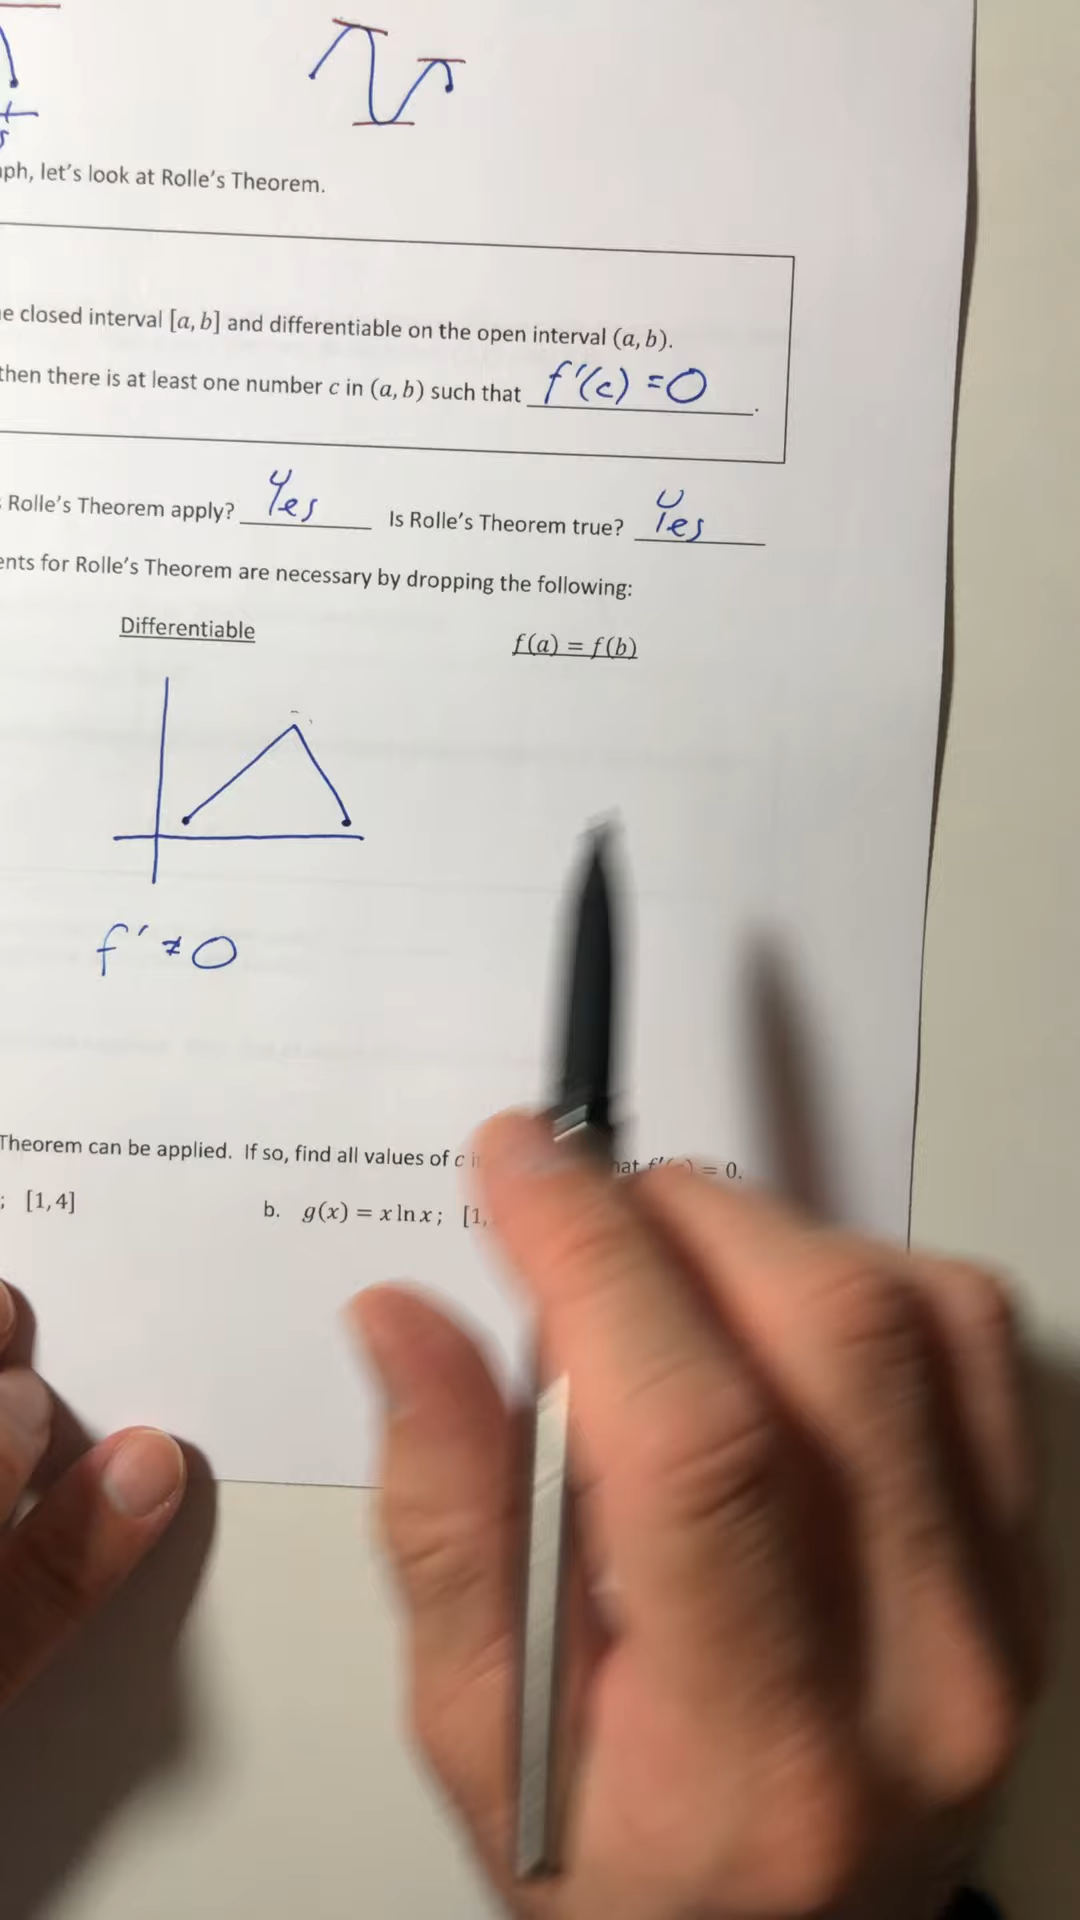 let's look at Rolle's Theorem.
closed interval [a, b] and differentiable on the open interval (a, b).
then there is at least one number c in (a, b) such that f'(c) = 0.
Rolle's Theorem apply? Yes Is Rolle's Theorem true? Yes
for Rolle's Theorem are necessary by dropping the following:
Differentiable f(a) = f(b)
f' ≠ 0
Theorem can be applied. If so, find all values of c = 0.
; [1,4] b. g(x) = x ln x; [1,